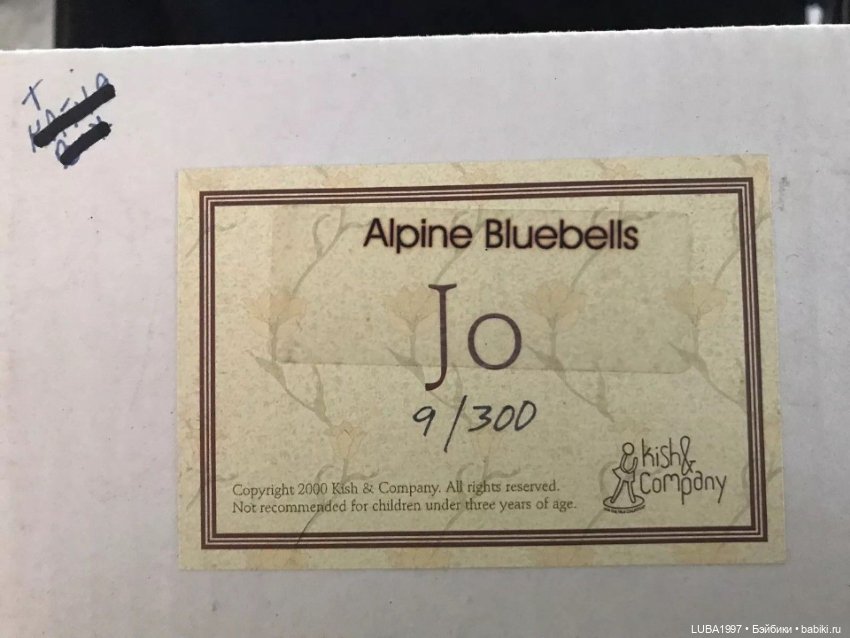 Alpine Bluebells
Jo
9/300
kish&
Company
Copyright 2000 Kish & Company. All rights reserved.
Not recommended for children under three years of age.
LUBA1997 • Бэйбики • babiki.ru